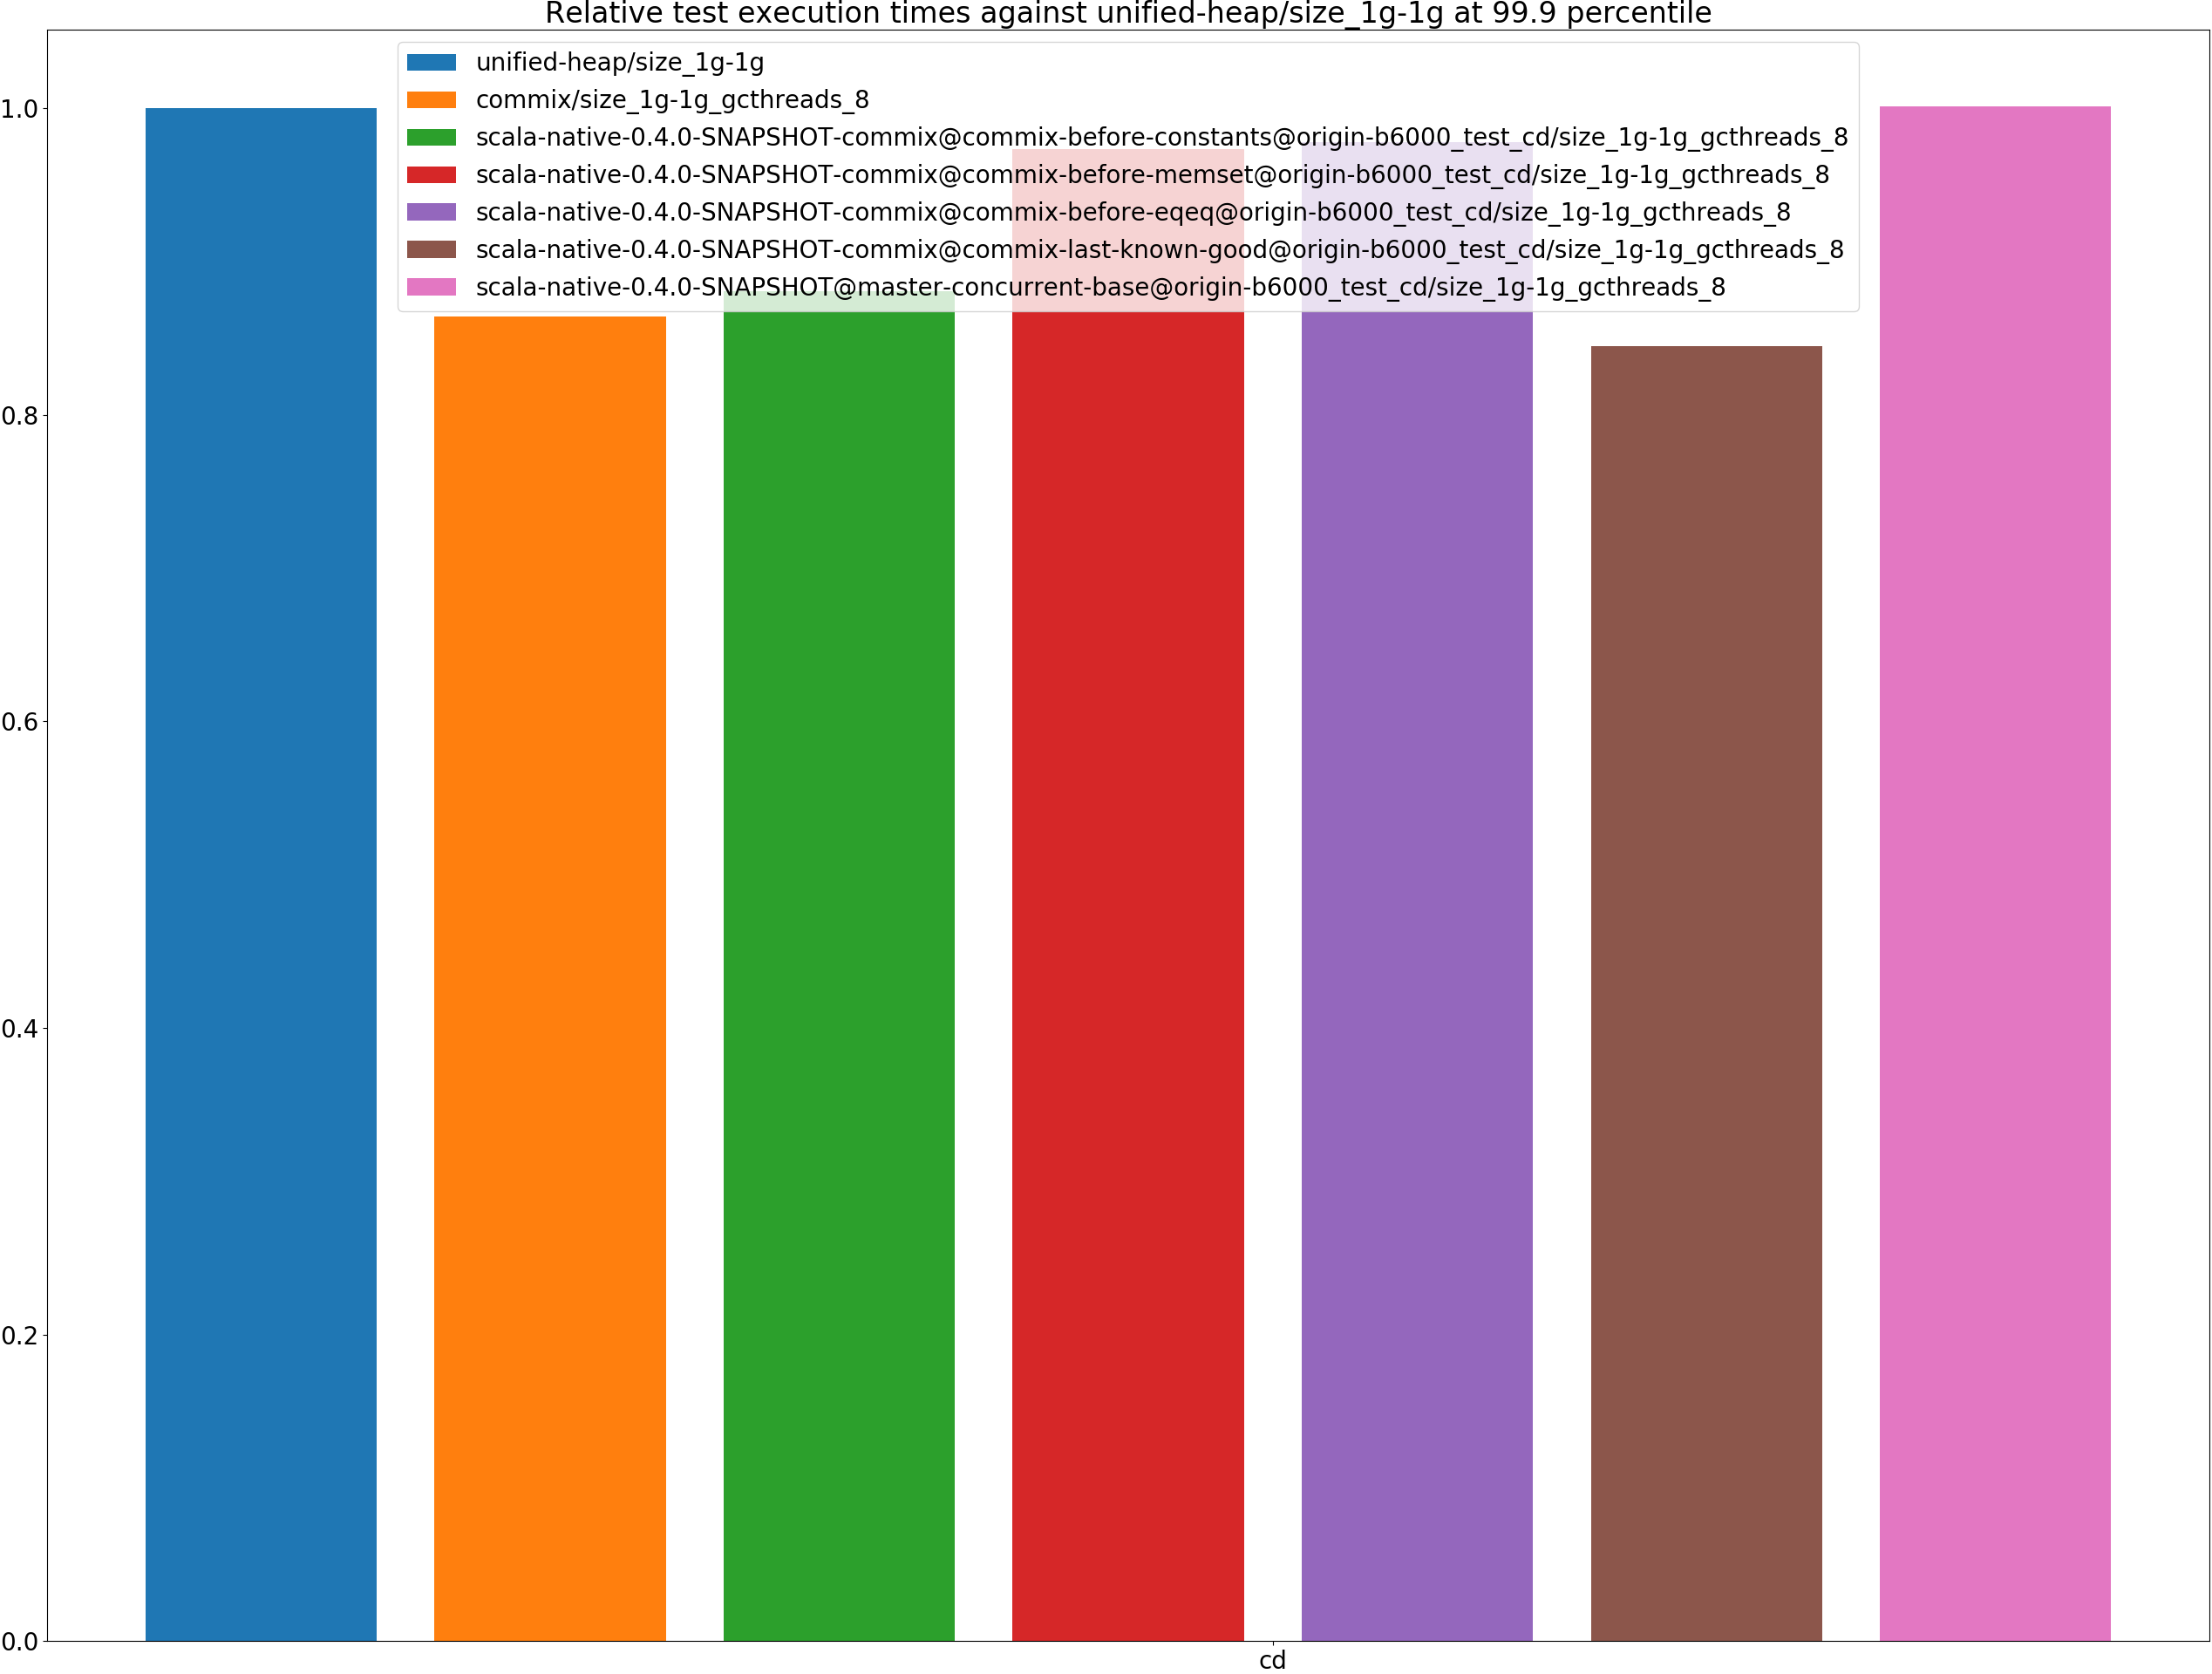 Relative test execution times against unified-heap/size_1g-1g at 99.9 percentile
unified-heap/size_1g-1g
commix/size_1g-1g_gcthreads_8
scala-native-0.4.0-SNAPSHOT-commix@commix-before-constants@origin-b6000_test_cd/size_1g-1g_gcthreads_8
scala-native-0.4.0-SNAPSHOT-commix@commix-before-memset@origin-b6000_test_cd/size_1g-1g_gcthreads_8
scala-native-0.4.0-SNAPSHOT-commix@commix-before-eqeq@origin-b6000_test_cd/size_1g-1g_gcthreads_8
scala-native-0.4.0-SNAPSHOT-commix@commix-last-known-good@origin-b6000_test_cd/size_1g-1g_gcthreads_8
scala-native-0.4.0-SNAPSHOT@master-concurrent-base@origin-b6000_test_cd/size_1g-1g_gcthreads_8
1.0
0.8
0.6
0.4
0.2
0.0
cd